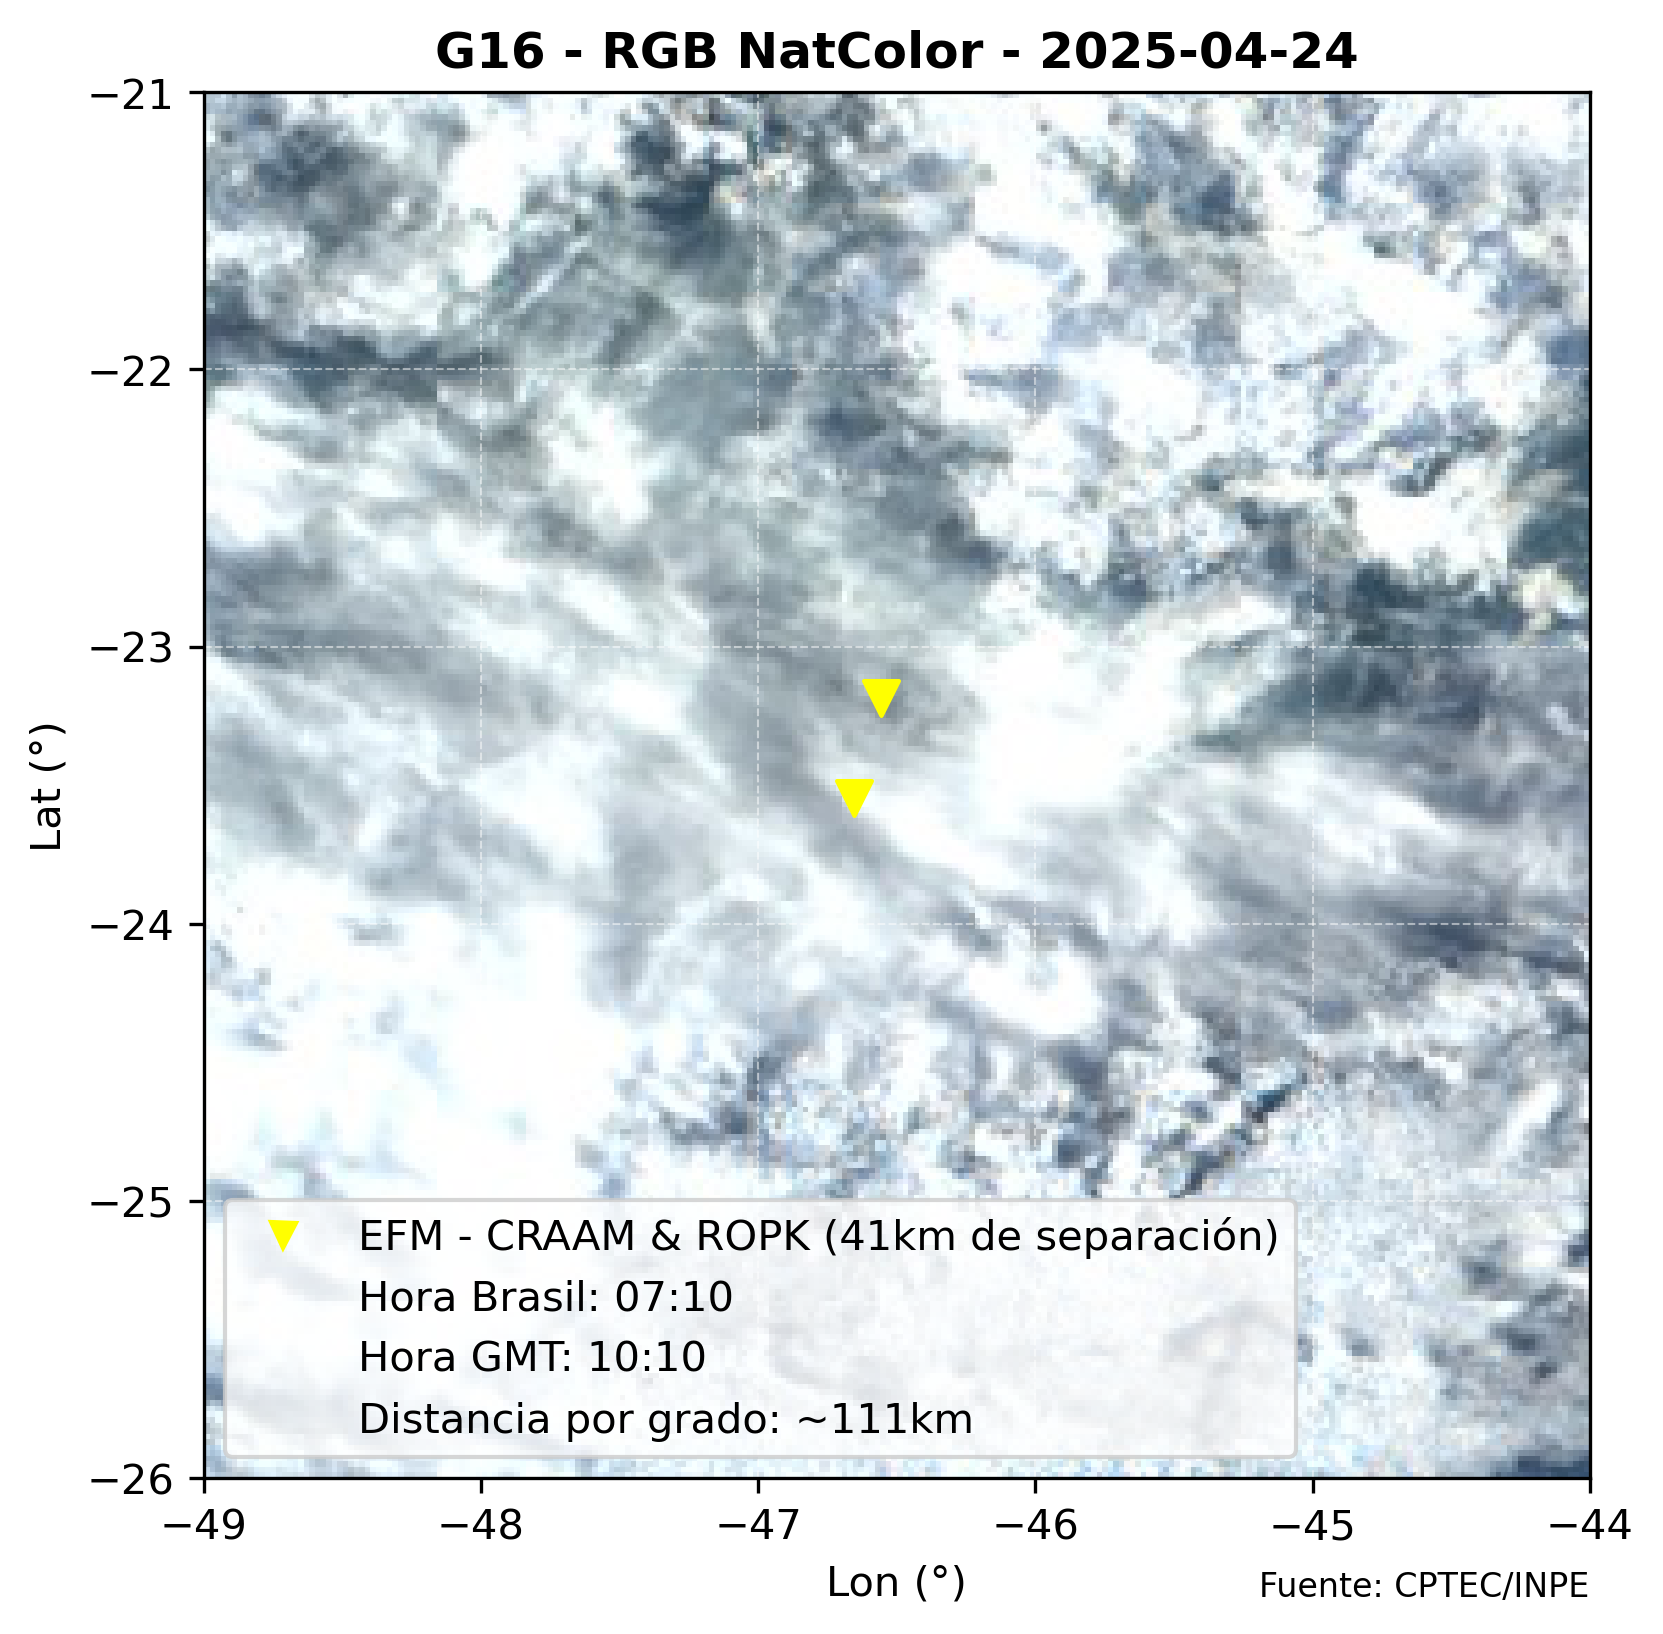 G16 - RGB NatColor - 2025-04-24
−21
−22
−23
−24
−25
−26
Lat (°)
EFM - CRAAM & ROPK (41km de separación)
Hora Brasil: 07:10
Hora GMT: 10:10
Distancia por grado: ~111km
−49 −48 −47 −46 −45 −44
Lon (°)
Fuente: CPTEC/INPE